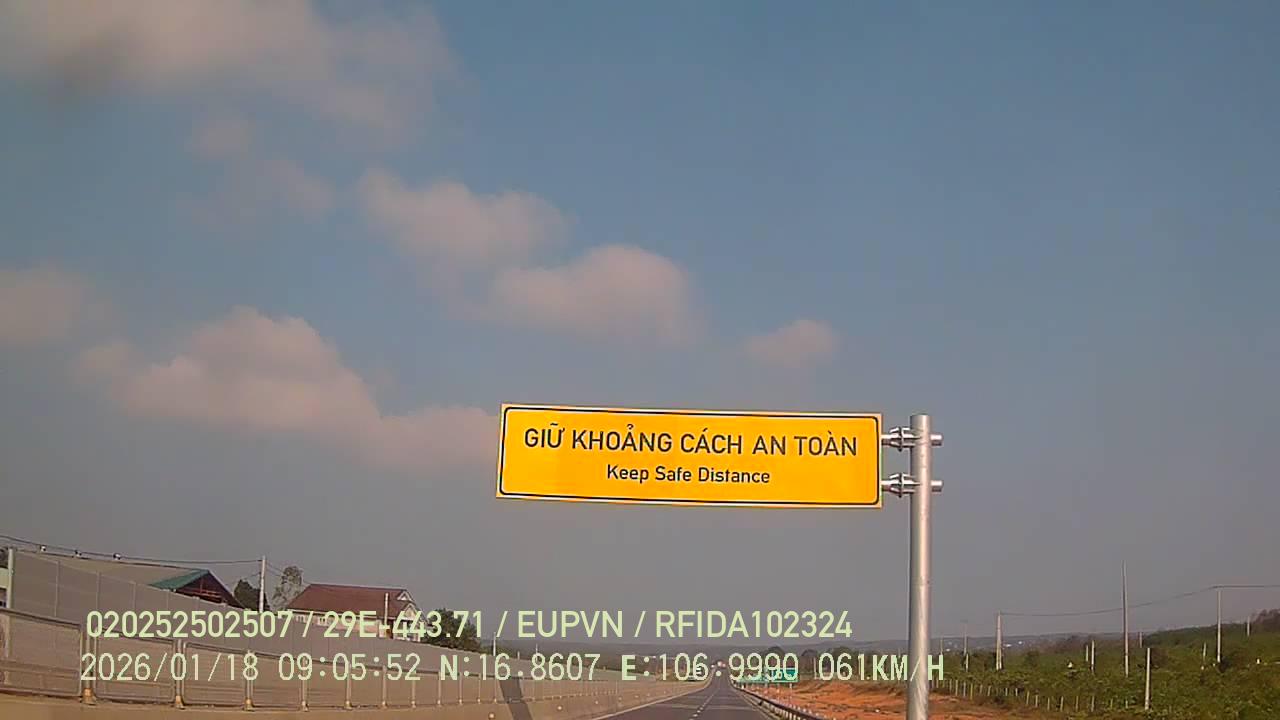 GIỮ KHOẢNG CÁCH AN TOÀN
Keep Safe Distance
020252502507 / 29E-443.71 / EUPVN / RFIDA102324
2026/01/18 09:05:52 N:16.8607 E:106.9990 061KM/H